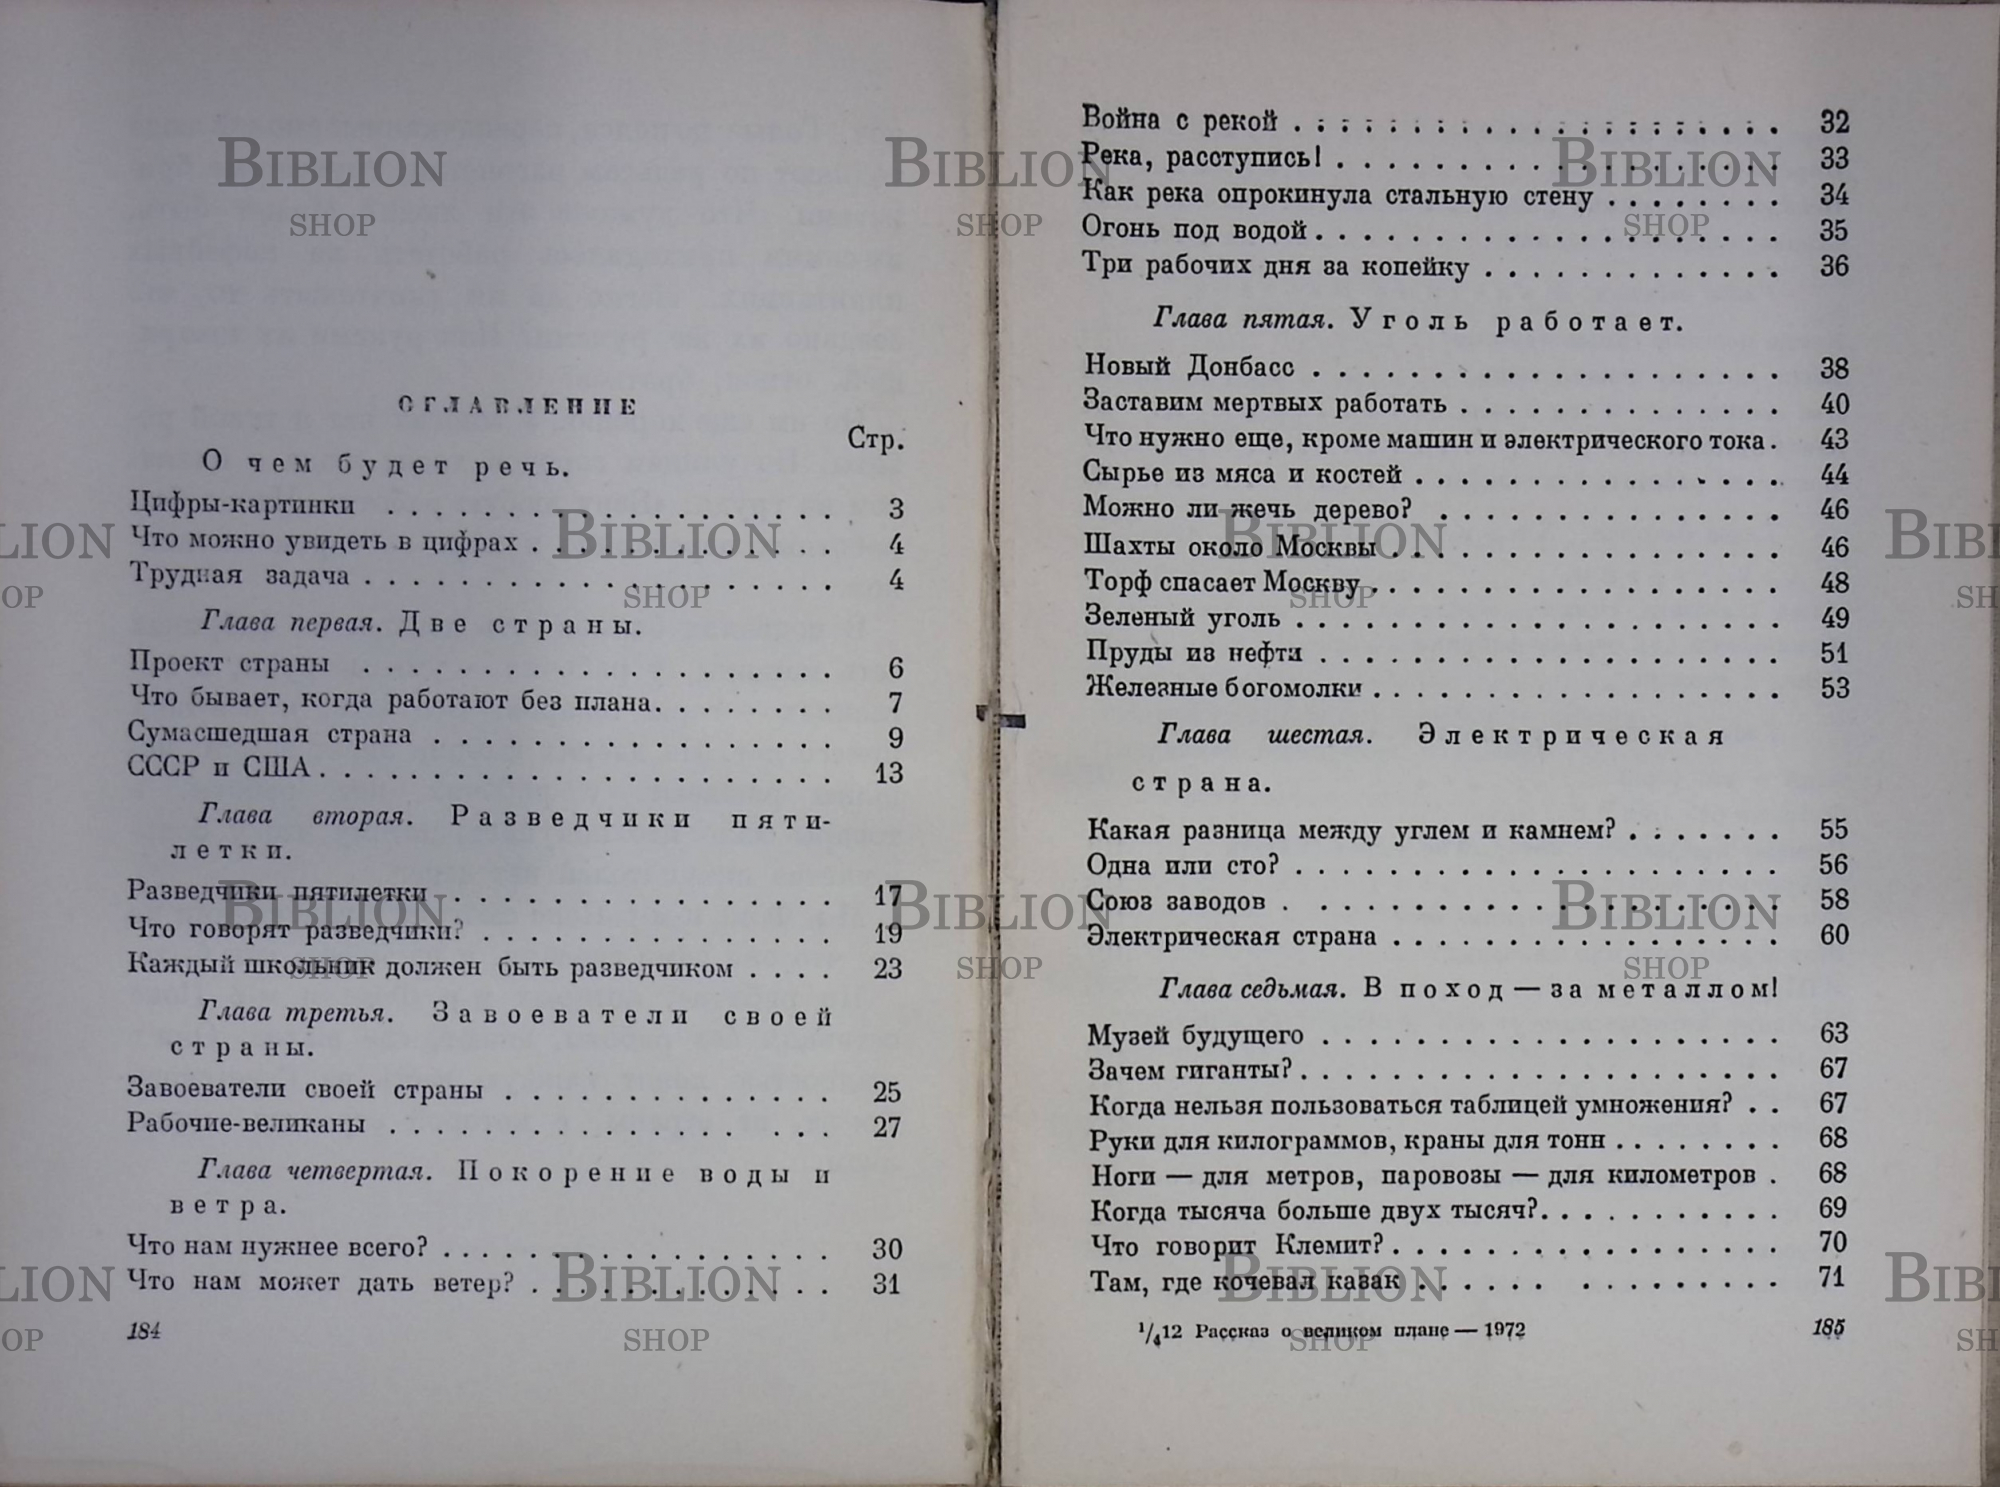 ОГЛАВЛЕНИЕ
Стр.
О чем будет речь.
Цифры-картинки . . . . . . . . . . . . . . . . . . . 3
Что можно увидеть в цифрах . . . . . . . . . . . . . 4
Трудная задача . . . . . . . . . . . . . . . . . . . . 4
Глава первая. Две страны.
Проект страны . . . . . . . . . . . . . . . . . . . . 6
Что бывает, когда работают без плана. . . . . . . . 7
Сумасшедшая страна . . . . . . . . . . . . . . . . . 9
СССР и США . . . . . . . . . . . . . . . . . . . . . . 13
Глава вторая. Разведчики пяти-
летки.
Разведчики пятилетки . . . . . . . . . . . . . . . . 17
Что говорят разведчики? . . . . . . . . . . . . . . . 19
Каждый школьник должен быть разведчиком . . . . 23
Глава третья. Завоеватели своей
страны.
Завоеватели своей страны . . . . . . . . . . . . . . 25
Рабочие-великаны . . . . . . . . . . . . . . . . . . 27
Глава четвертая. Покорение воды и
ветра.
Что нам нужнее всего? . . . . . . . . . . . . . . . . . 30
Что нам может дать ветер? . . . . . . . . . . . . . 31
184
Война с рекой . . . . . . . . . . . . . . . . . . . . 32
Река, расступись! . . . . . . . . . . . . . . . . . . . 33
Как река опрокинула стальную стену . . . . . . . . 34
Огонь под водой . . . . . . . . . . . . . . . . . . . . 35
Три рабочих дня за копейку . . . . . . . . . . . . . 36
Глава пятая. Уголь работает.
Новый Донбасс . . . . . . . . . . . . . . . . . . . . 38
Заставим мертвых работать . . . . . . . . . . . . . . 40
Что нужно еще, кроме машин и электрического тока . 43
Сырье из мяса и костей . . . . . . . . . . . . . . . . 44
Можно ли жечь дерево? . . . . . . . . . . . . . . . 46
Шахты около Москвы . . . . . . . . . . . . . . . . . 46
Торф спасает Москву . . . . . . . . . . . . . . . . . . 48
Зеленый уголь . . . . . . . . . . . . . . . . . . . . . 49
Пруды из нефти . . . . . . . . . . . . . . . . . . . . 51
Железные богомолки . . . . . . . . . . . . . . . . . . 53
Глава шестая. Электрическая
страна.
Какая разница между углем и камнем? . . . . . . . 55
Одна или сто? . . . . . . . . . . . . . . . . . . . . . 56
Союз заводов . . . . . . . . . . . . . . . . . . . . . 58
Электрическая страна . . . . . . . . . . . . . . . . . 60
Глава седьмая. В поход — за металлом!
Музей будущего . . . . . . . . . . . . . . . . . . . . 63
Зачем гиганты? . . . . . . . . . . . . . . . . . . . . . 67
Когда нельзя пользоваться таблицей умножения? . . 67
Руки для килограммов, краны для тонн . . . . . . . . 68
Ноги — для метров, паровозы — для километров . 68
Когда тысяча больше двух тысяч? . . . . . . . . . . . 69
Что говорит Клемит? . . . . . . . . . . . . . . . . . 70
Там, где кочевал казак . . . . . . . . . . . . . . . . 71
1/412 Рассказ о великом плане — 1972
185
BIBLION
SHOP